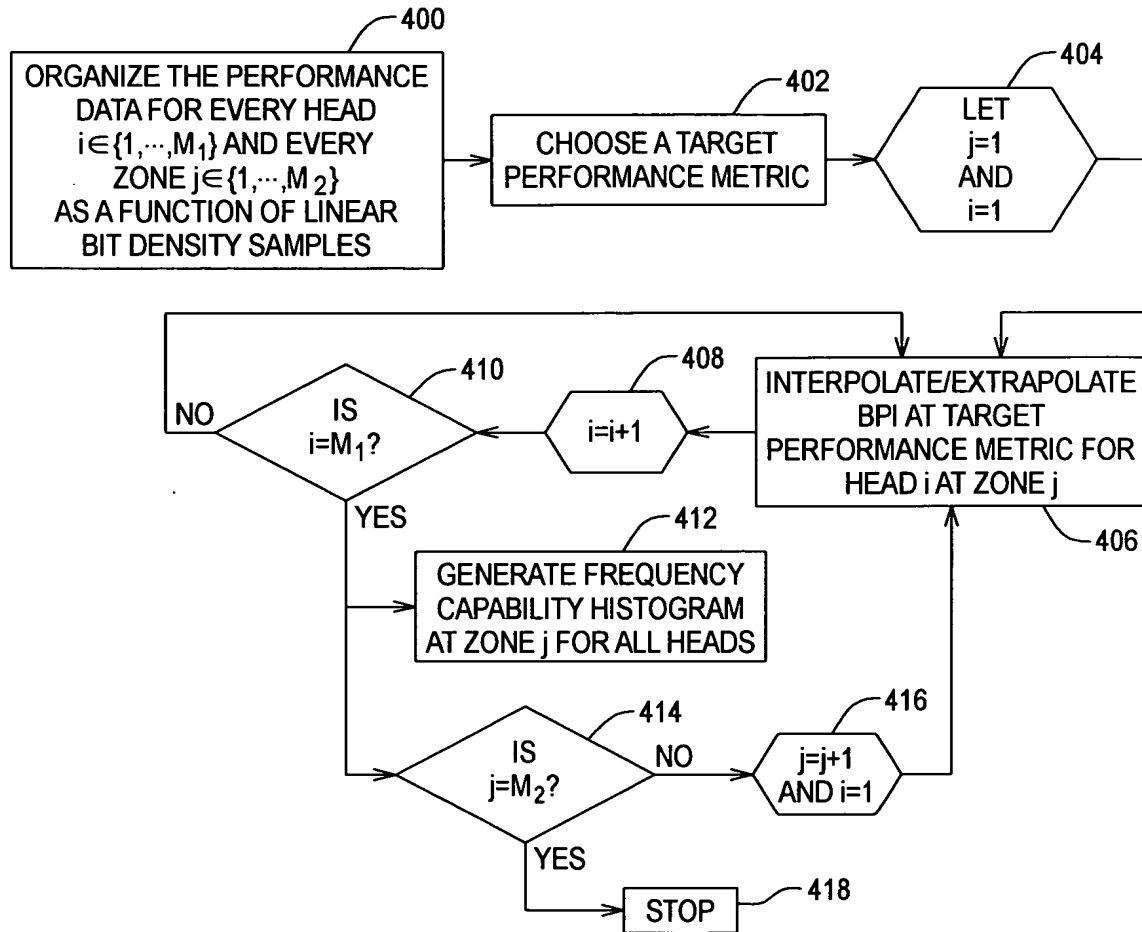 400
ORGANIZE THE PERFORMANCE
DATA FOR EVERY HEAD
i∈{1,⋯,M₁} AND EVERY
ZONE j∈{1,⋯,M₂}
AS A FUNCTION OF LINEAR
BIT DENSITY SAMPLES
402
CHOOSE A TARGET
PERFORMANCE METRIC
404
LET
j=1
AND
i=1
410
IS
i=M₁?
NO
YES
408
i=i+1
INTERPOLATE/EXTRAPOLATE
BPI AT TARGET
PERFORMANCE METRIC FOR
HEAD i AT ZONE j
406
412
GENERATE FREQUENCY
CAPABILITY HISTOGRAM
AT ZONE j FOR ALL HEADS
414
IS
j=M₂?
NO
YES
416
j=j+1
AND i=1
STOP
418